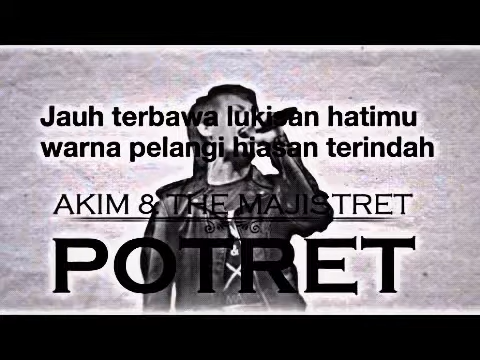 Jauh terbawa lukisan hatimu
warna pelangi hiasan terindah
AKIM & THE MAJISTRET
POTRET